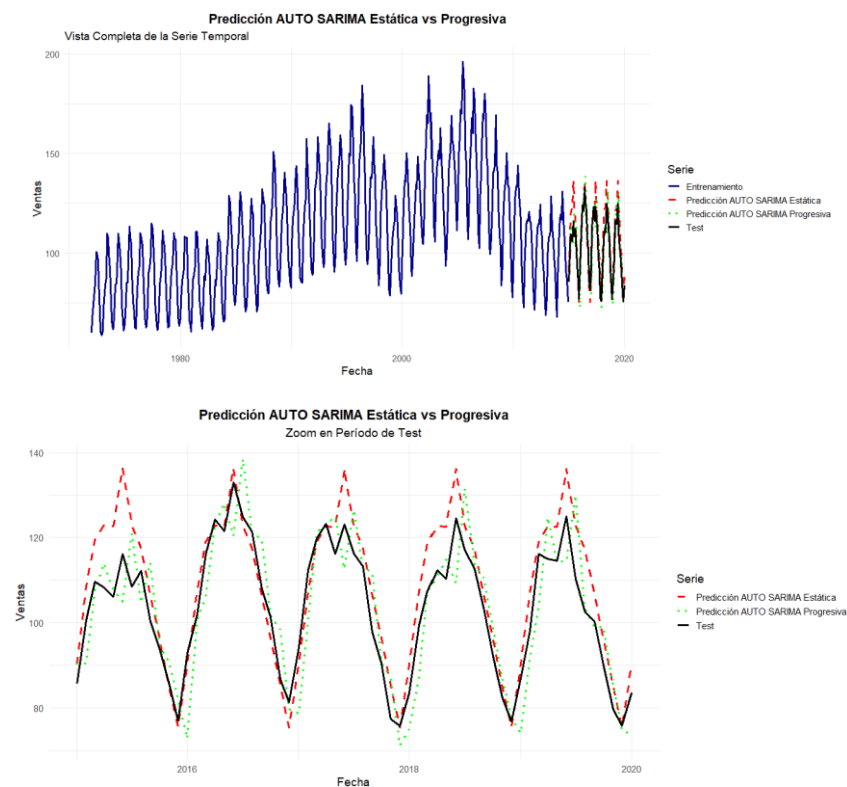 Predicción AUTO SARIMA Estática vs Progresiva
Vista Completa de la Serie Temporal
200
150
100
Ventas
1980
2000
2020
Fecha
Serie
Entrenamiento
Predicción AUTO SARIMA Estática
Predicción AUTO SARIMA Progresiva
Test
Predicción AUTO SARIMA Estática vs Progresiva
Zoom en Período de Test
140
120
100
80
Ventas
2016
2018
2020
Fecha
Serie
Predicción AUTO SARIMA Estática
Predicción AUTO SARIMA Progresiva
Test